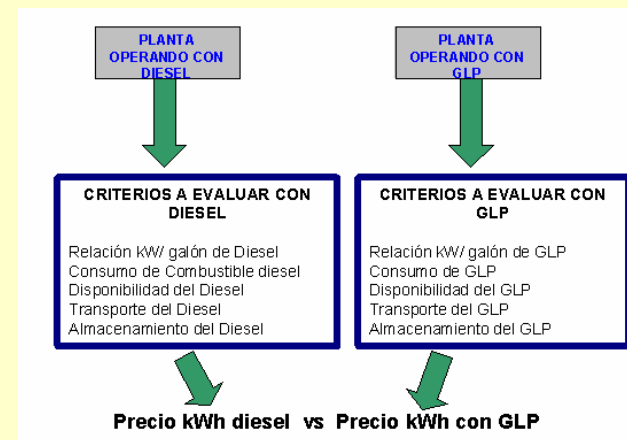 PLANTA
OPERANDO CON
DIESEL
PLANTA
OPERANDO CON
GLP
CRITERIOS A EVALUAR CON
DIESEL
Relación kW/ galón de Diesel
Consumo de Combustible diesel
Disponibilidad del Diesel
Transporte del Diesel
Almacenamiento del Diesel
CRITERIOS A EVALUAR CON
GLP
Relación kW/ galón de GLP
Consumo de GLP
Disponibilidad del GLP
Transporte del GLP
Almacenamiento del GLP
Precio kWh diesel vs Precio kWh con GLP